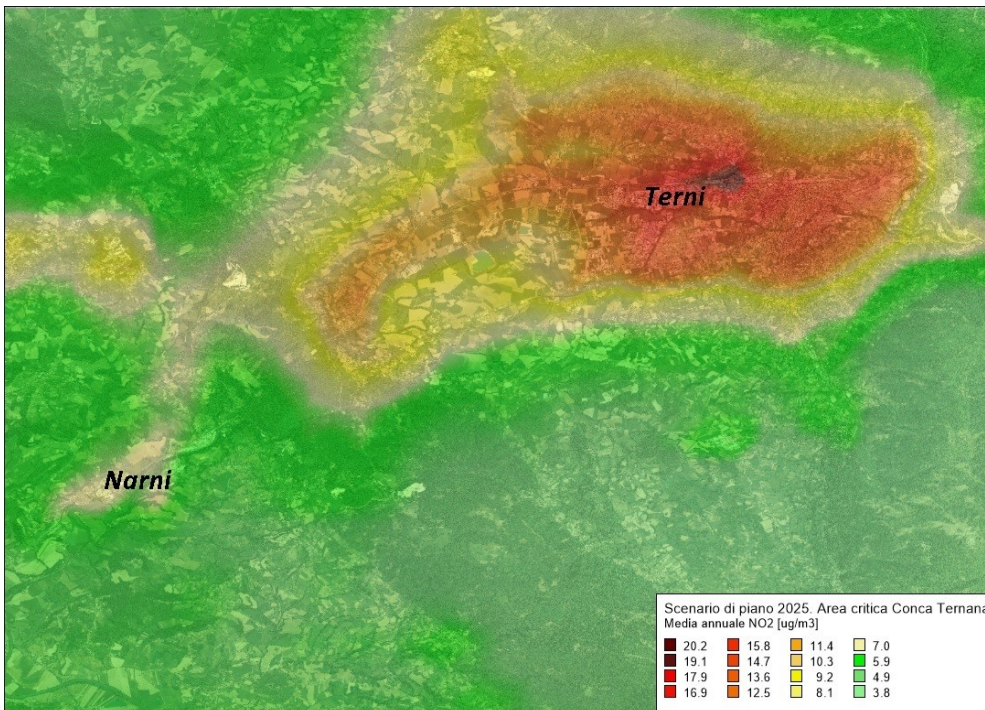 Terni
Narni
Scenario di piano 2025. Area critica Conca Ternana
Media annuale NO2 [ug/m3]
20.2 15.8 11.4 7.0
19.1 14.7 10.3 5.9
17.9 13.6 9.2 4.9
16.9 12.5 8.1 3.8